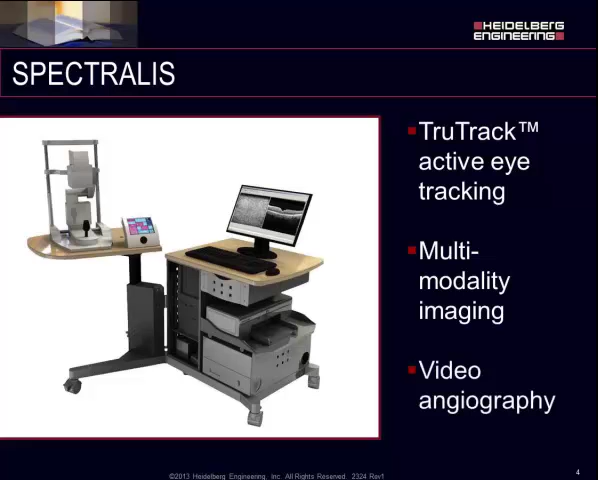 HEIDELBERG
ENGINEERING
SPECTRALIS
TruTrack™
active eye
tracking
Multi-
modality
imaging
Video
angiography
©2013 Heidelberg Engineering, Inc. All Rights Reserved. 2324 Rev1
4